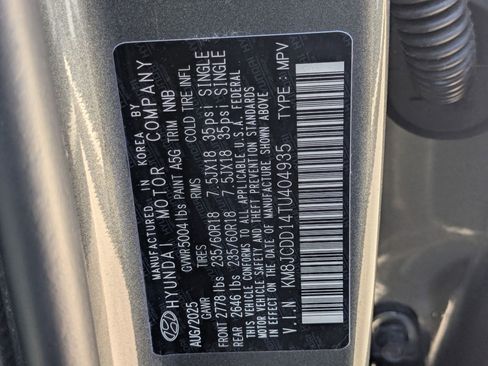 MANUFACTURED IN KOREA BY
HYUNDAI MOTOR COMPANY
AUG/2025 GVWR 5004 lbs PAINT A5G TRIM NNB
GAWR TIRES RIMS COLD TIRE INFL
FRONT 2778 lbs 235/60R18 7.5JX18 35psi SINGLE
REAR 2646 lbs 235/60R18 7.5JX18 35psi SINGLE
THIS VEHICLE CONFORMS TO ALL APPLICABLE U.S. FEDERAL
MOTOR VEHICLE SAFETY AND THEFT PREVENTION STANDARDS
IN EFFECT ON THE DATE OF MANUFACTURE SHOWN ABOVE.
V.I.N KM8JCDD14TU404935 TYPE : MPV